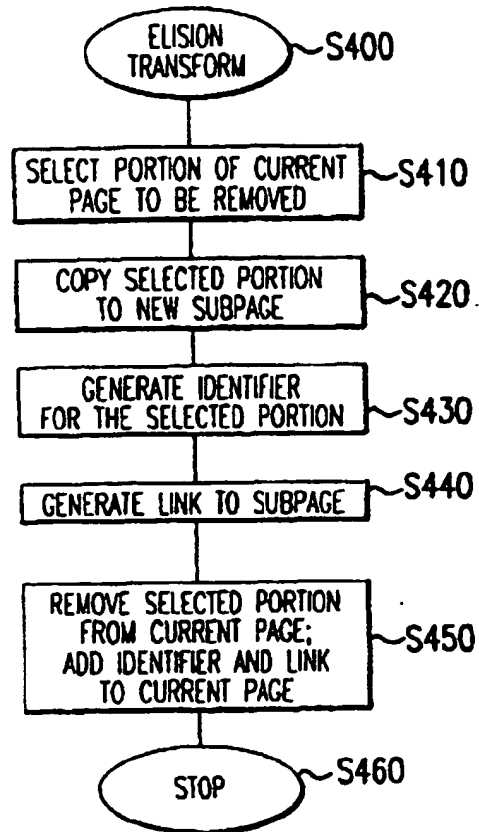 ELISION
TRANSFORM
S400
SELECT PORTION OF CURRENT
PAGE TO BE REMOVED
S410
COPY SELECTED PORTION
TO NEW SUBPAGE
S420
GENERATE IDENTIFIER
FOR THE SELECTED PORTION
S430
GENERATE LINK TO SUBPAGE
S440
REMOVE SELECTED PORTION
FROM CURRENT PAGE;
ADD IDENTIFIER AND LINK
TO CURRENT PAGE
S450
STOP
S460